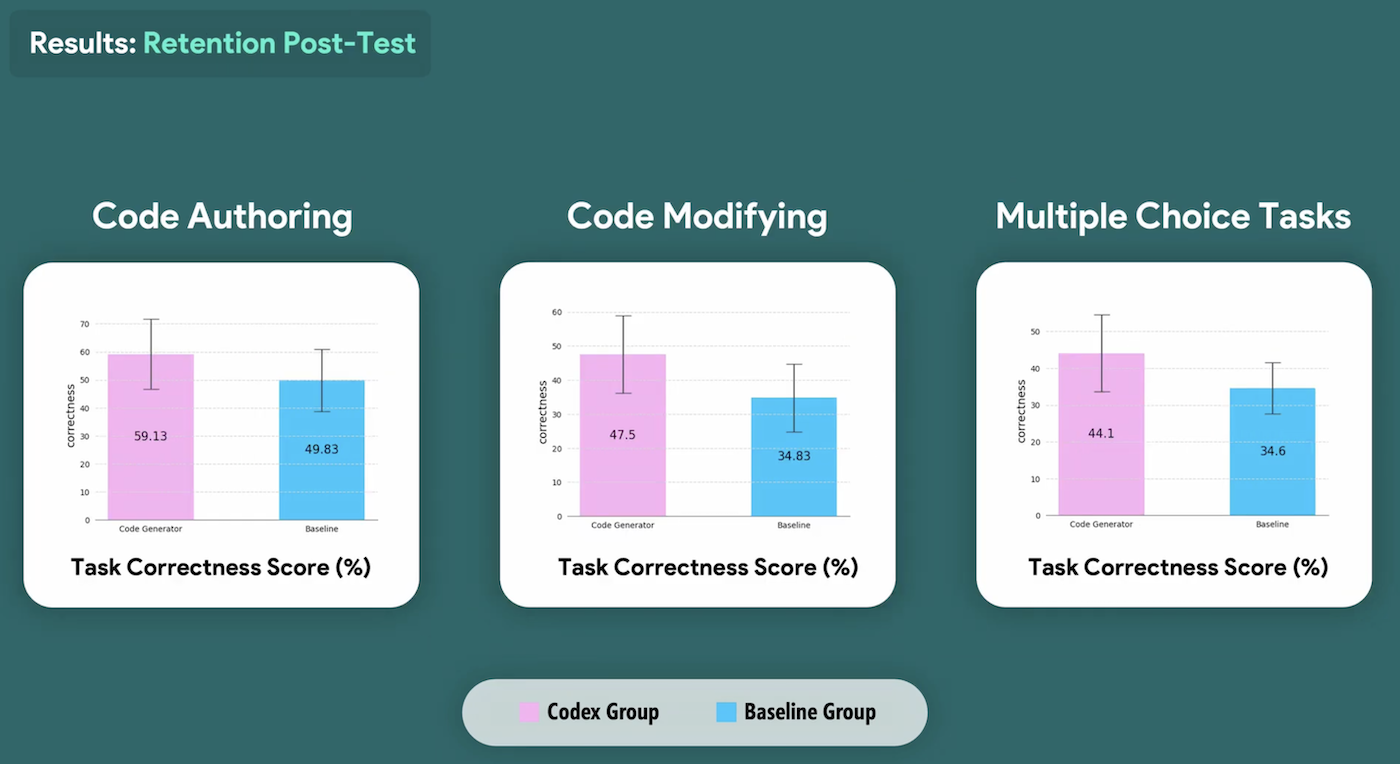 Results: Retention Post-Test
Code Authoring
70
60
50
40
30
20
10
0
correctness
59.13
49.83
Code Generator
Baseline
Task Correctness Score (%)
Code Modifying
60
50
40
30
20
10
0
correctness
47.5
34.83
Code Generator
Baseline
Task Correctness Score (%)
Multiple Choice Tasks
50
40
30
20
10
0
correctness
44.1
34.6
Code Generator
Baseline
Task Correctness Score (%)
Codex Group
Baseline Group